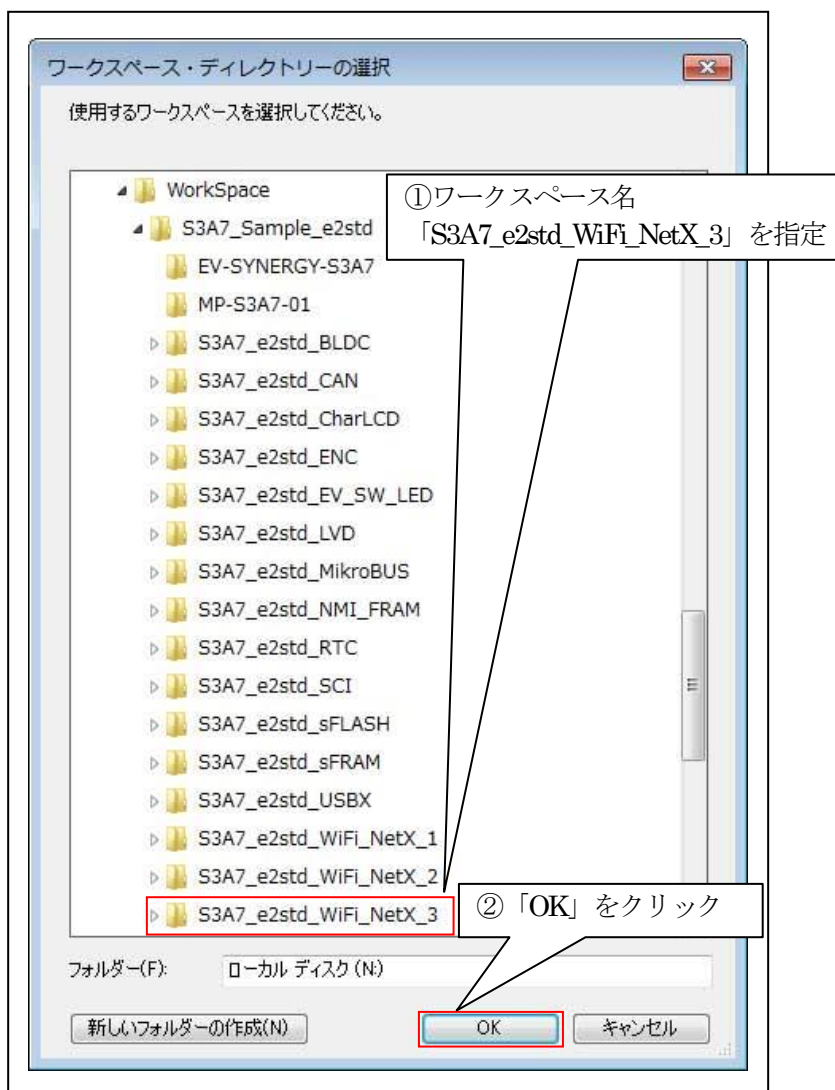 ワークスペース・ディレクトリーの選択
使用するワークスペースを選択してください。
WorkSpace
①ワークスペース名
「S3A7_e2std_WiFi_NetX_3」を指定
S3A7_Sample_e2std
EV-SYNERGY-S3A7
MP-S3A7-01
S3A7_e2std_BLDC
S3A7_e2std_CAN
S3A7_e2std_CharLCD
S3A7_e2std_ENC
S3A7_e2std_EV_SW_LED
S3A7_e2std_LVD
S3A7_e2std_MikroBUS
S3A7_e2std_NMI_FRAM
S3A7_e2std_RTC
S3A7_e2std_SCI
S3A7_e2std_sFLASH
S3A7_e2std_sFRAM
S3A7_e2std_USBX
S3A7_e2std_WiFi_NetX_1
S3A7_e2std_WiFi_NetX_2
S3A7_e2std_WiFi_NetX_3
②「OK」をクリック
フォルダー(F): ローカル ディスク (N:)
新しいフォルダーの作成(N) OK キャンセル